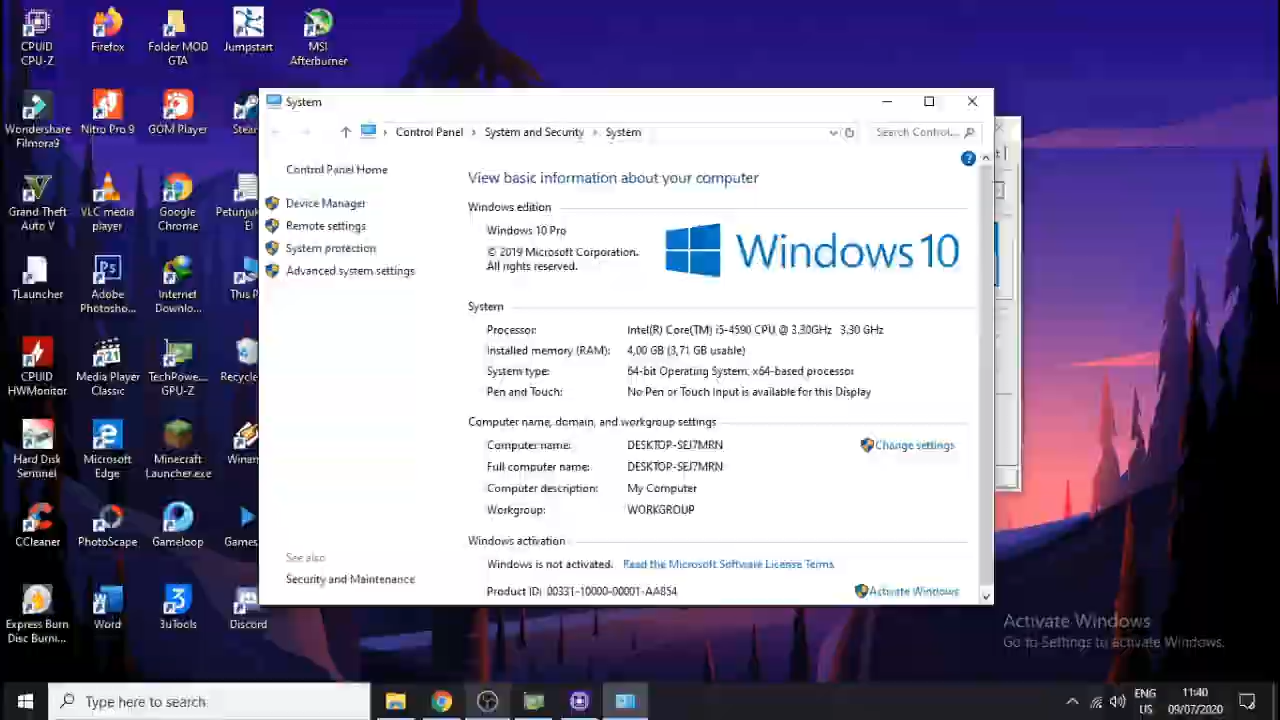 CPUID
CPU-Z
Firefox
Folder MOD
GTA
Jumpstart
MSI
Afterburner
Wondershare
Filmora9
Nitro Pro 9
GOM Player
Grand Theft
Auto V
VLC media
player
Google
Chrome
TLauncher
Adobe
Photosho...
Internet
Downlo...
CPUID
HWMonitor
Media Player
Classic
TechPowe...
GPU-Z
Hard Disk
Sentinel
Microsoft
Edge
Minecraft
Launcher.exe
CCleaner
PhotoScape
Gameloop
Express Burn
Disc Burni...
Word
3uTools
Discord
System
Control Panel > System and Security > System
Search Control...
Control Panel Home
Device Manager
Remote settings
System protection
Advanced system settings
See also
Security and Maintenance
View basic information about your computer
Windows edition
Windows 10 Pro
© 2019 Microsoft Corporation.
All rights reserved.
Windows 10
System
Processor: Intel(R) Core(TM) i5-4590 CPU @ 3.30GHz 3.30 GHz
Installed memory (RAM): 4,00 GB (3,71 GB usable)
System type: 64-bit Operating System, x64-based processor
Pen and Touch: No Pen or Touch Input is available for this Display
Computer name, domain, and workgroup settings
Computer name: DESKTOP-SEJ7MRN
Change settings
Full computer name: DESKTOP-SEJ7MRN
Computer description: My Computer
Workgroup: WORKGROUP
Windows activation
Windows is not activated. Read the Microsoft Software License Terms
Product ID: 00331-10000-00001-AA854
Activate Windows
Activate Windows
Go to Settings to activate Windows.
Type here to search
ENG
US
11:40
09/07/2020